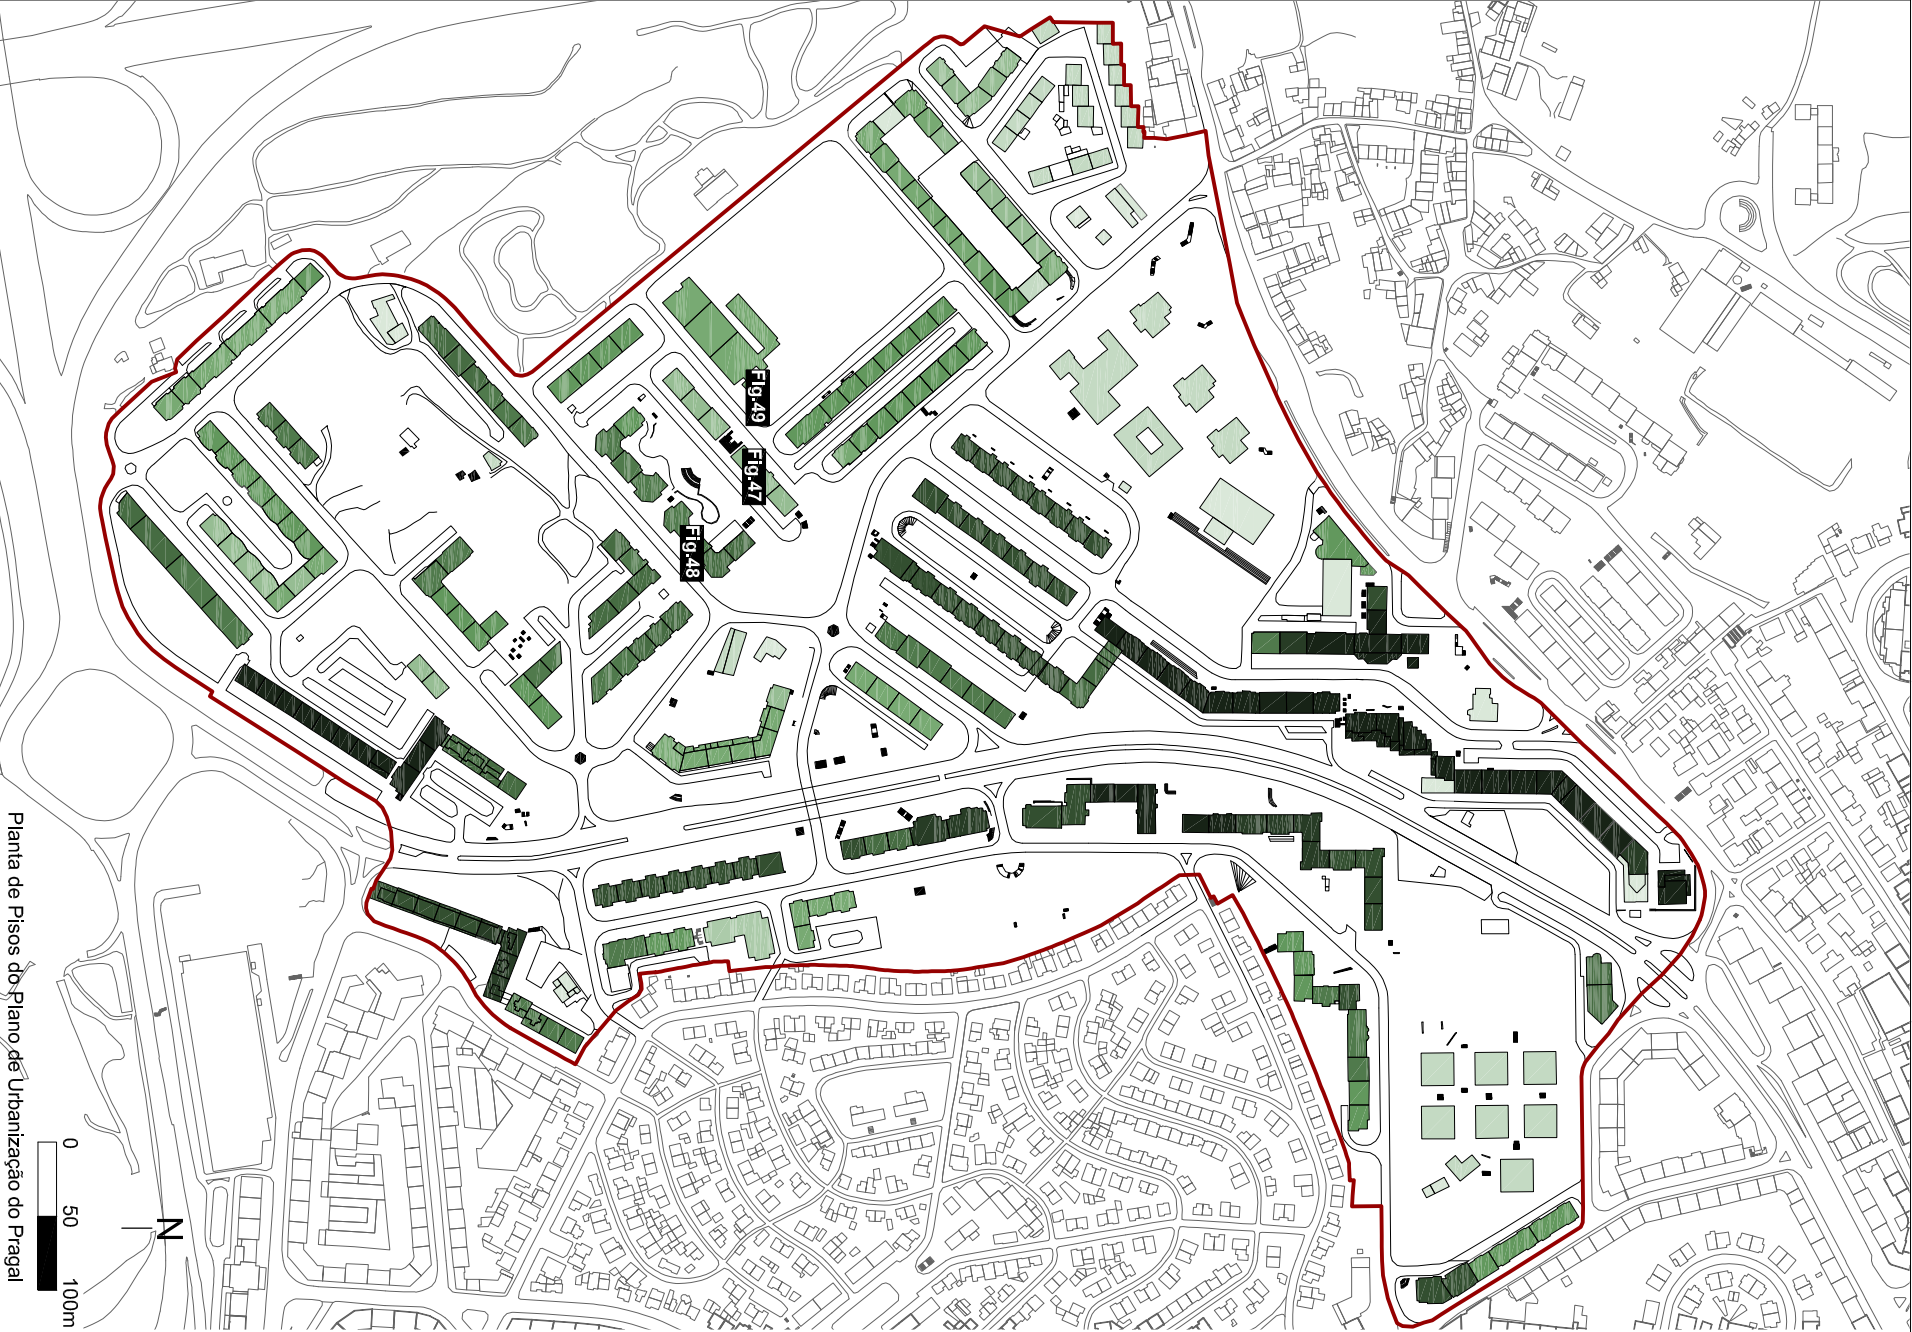 Fig.49
Fig.47
Fig.48
Planta de Pisos do Plano de Urbanização do Pragal
0 50 100m
N